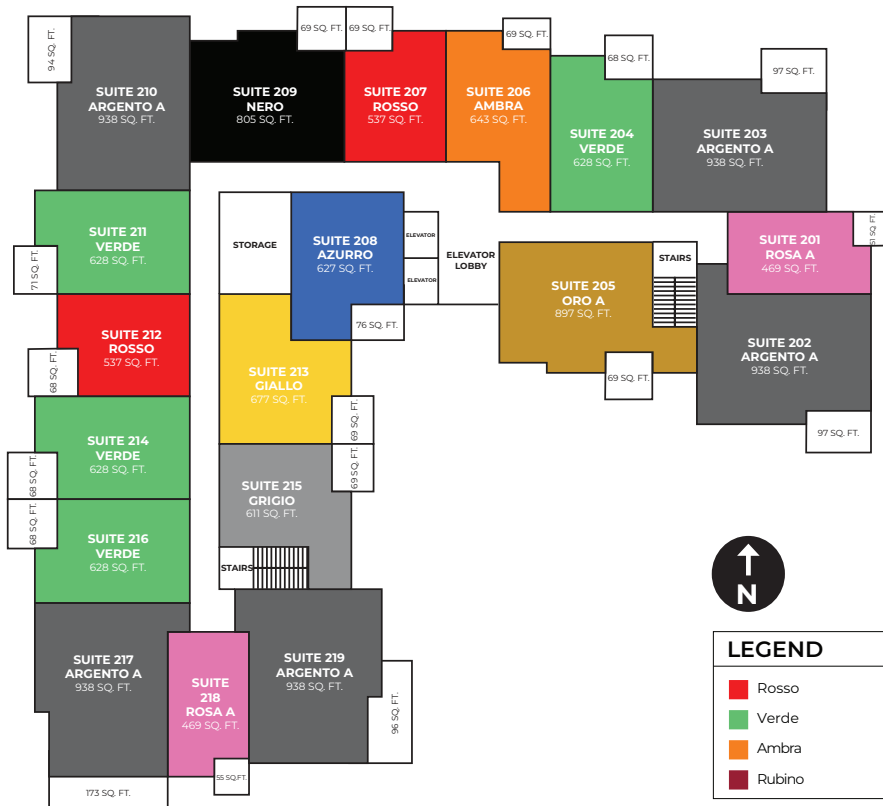 94 SQ. FT.
SUITE 210
ARGENTO A
938 SQ. FT.
SUITE 209
NERO
805 SQ. FT.
69 SQ. FT.
69 SQ. FT.
SUITE 207
ROSSO
537 SQ. FT.
69 SQ. FT.
SUITE 206
AMBRA
643 SQ. FT.
68 SQ. FT.
SUITE 204
VERDE
628 SQ. FT.
97 SQ. FT.
SUITE 203
ARGENTO A
938 SQ. FT.
SUITE 211
VERDE
628 SQ. FT.
71 SQ. FT.
STORAGE
SUITE 208
AZURRO
627 SQ. FT.
76 SQ. FT.
ELEVATOR
ELEVATOR
ELEVATOR
LOBBY
SUITE 205
ORO A
897 SQ. FT.
69 SQ. FT.
STAIRS
SUITE 201
ROSA A
469 SQ. FT.
51 SQ. FT.
SUITE 202
ARGENTO A
938 SQ. FT.
97 SQ. FT.
SUITE 212
ROSSO
537 SQ. FT.
68 SQ. FT.
SUITE 213
GIALLO
677 SQ. FT.
69 SQ. FT.
SUITE 214
VERDE
628 SQ. FT.
68 SQ. FT.
69 SQ. FT.
SUITE 215
GRIGIO
611 SQ. FT.
STAIRS
68 SQ. FT.
SUITE 216
VERDE
628 SQ. FT.
SUITE 217
ARGENTO A
938 SQ. FT.
173 SQ. FT.
SUITE
218
ROSA A
469 SQ. FT.
55 SQ.FT.
SUITE 219
ARGENTO A
938 SQ. FT.
96 SQ. FT.
N
LEGEND
Rosso
Verde
Ambra
Rubino